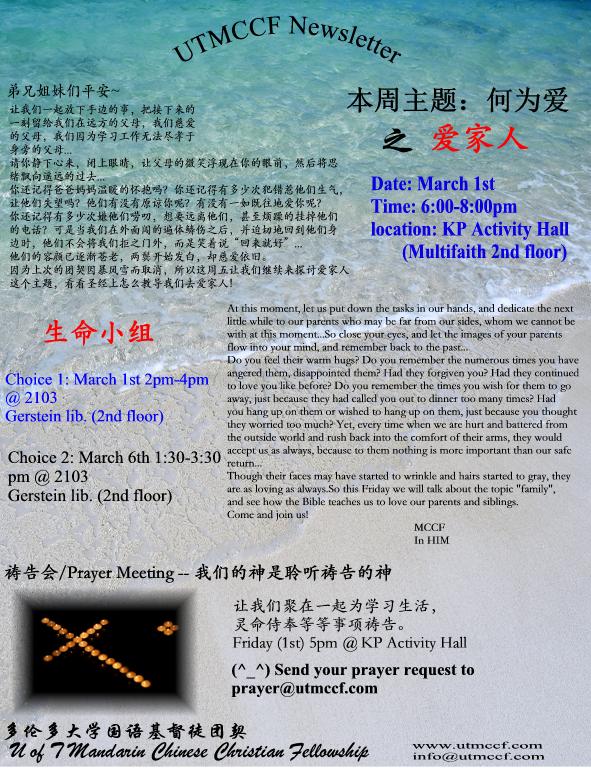 UTMCCF Newsletter
弟兄姐妹们平安~
让我们一起放下手边的事，把接下来的
一刻留给我们在远方的父母，我们慈爱
的父母，我们因为学习工作无法尽孝于
身旁的父母...
请你静下心来，闭上眼睛，让父母的微笑浮现在你的眼前，然后将思
绪飘向遥远的过去...
你还记得爸爸妈妈温暖的怀抱吗？你还记得有多少次犯错惹他们生气，
让他们失望吗？他们有没有原谅你呢？有没有一如既往地爱你呢？
你还记得有多少次嫌他们唠叨，想要远离他们，甚至烦躁的挂掉他们
的电话？可是当我们在外面闯的遍体鳞伤之后，并迫切地回到他们身
边时，他们不会将我们拒之门外，而是笑着说“回来就好”...
他们的容颜已逐渐苍老，两鬓开始发白，却慈爱依旧。
因为上次的团契因暴风雪而取消，所以这周五让我们继续来探讨爱家人
这个主题，看看圣经上怎么教导我们去爱家人！
本周主题：何为爱
之 爱家人
Date: March 1st
Time: 6:00-8:00pm
location: KP Activity Hall
(Multifaith 2nd floor)
生命小组
Choice 1: March 1st 2pm-4pm
@ 2103
Gerstein lib. (2nd floor)
Choice 2: March 6th 1:30-3:30
pm @ 2103
Gerstein lib. (2nd floor)
At this moment, let us put down the tasks in our hands, and dedicate the next
little while to our parents who may be far from our sides, whom we cannot be
with at this moment...So close your eyes, and let the images of your parents
flow into your mind, and remember back to the past...
Do you feel their warm hugs? Do you remember the numerous times you have
angered them, disappointed them? Had they forgiven you? Had they continued
to love you like before? Do you remember the times you wish for them to go
away, just because they had called you out to dinner too many times? Had
you hang up on them or wished to hang up on them, just because you thought
they worried too much? Yet, every time when we are hurt and battered from
the outside world and rush back into the comfort of their arms, they would
accept us as always, because to them nothing is more important than our safe
return...
Though their faces may have started to wrinkle and hairs started to gray, they
are as loving as always.So this Friday we will talk about the topic "family",
and see how the Bible teaches us to love our parents and siblings.
Come and join us!
MCCF
In HIM
祷告会/Prayer Meeting -- 我们的神是聆听祷告的神
让我们聚在一起为学习生活，
灵命侍奉等等事项祷告。
Friday (1st) 5pm @ KP Activity Hall
(^_^) Send your prayer request to
prayer@utmccf.com
多伦多大学国语基督徒团契
U of T Mandarin Chinese Christian Fellowship
www.utmccf.com
info@utmccf.com